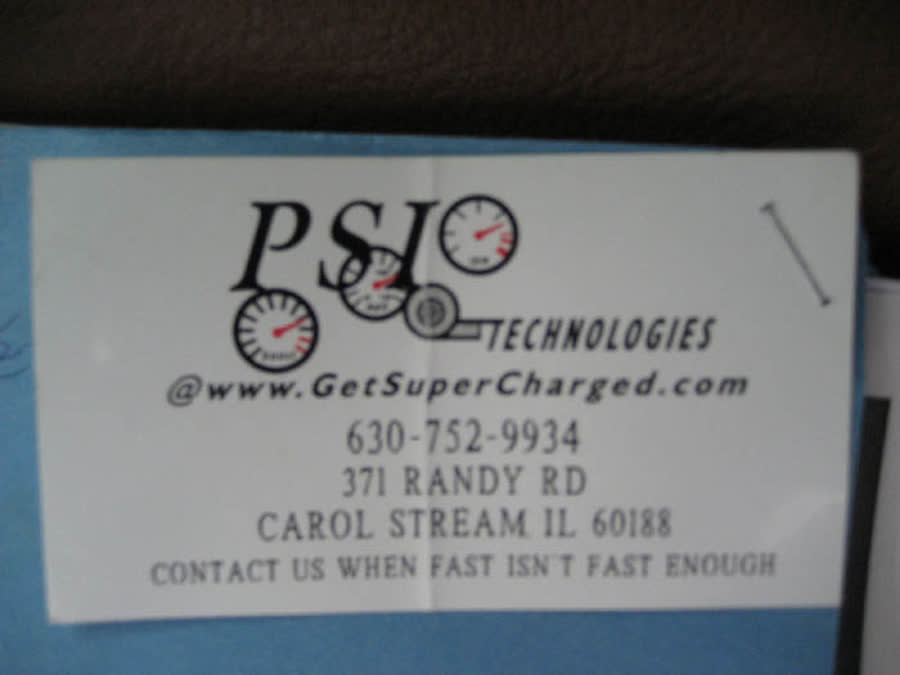 PSI
TECHNOLOGIES
@www.GetSuperCharged.com
630-752-9934
371 RANDY RD
CAROL STREAM IL 60188
CONTACT US WHEN FAST ISN'T FAST ENOUGH